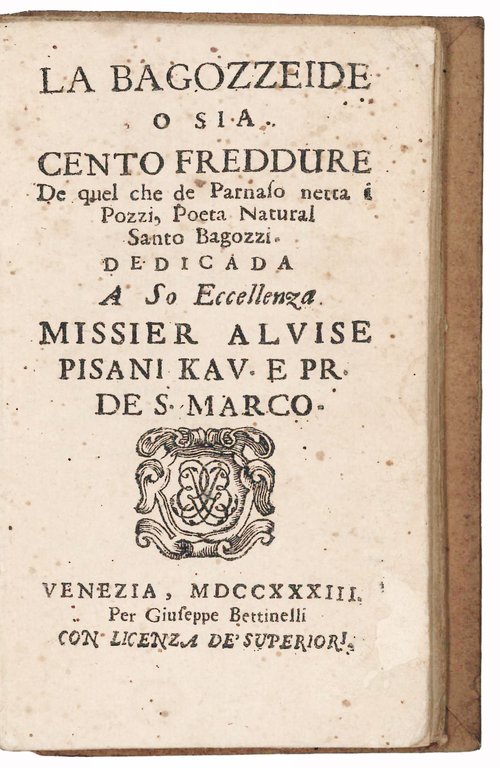 LA BAGOZZEIDE
O SIA
CENTO FREDDURE
De quel che de Parnaſo netta i
Pozzi, Poeta Natural
Santo Bagozzi.
DEDICADA
A So Eccellenza
MISSIER ALVISE
PISANI KAV. E PR.
DE S. MARCO.
VENEZIA, MDCCXXXIII.
Per Giuſeppe Bettinelli
CON LICENZA DE' SUPERIORI.